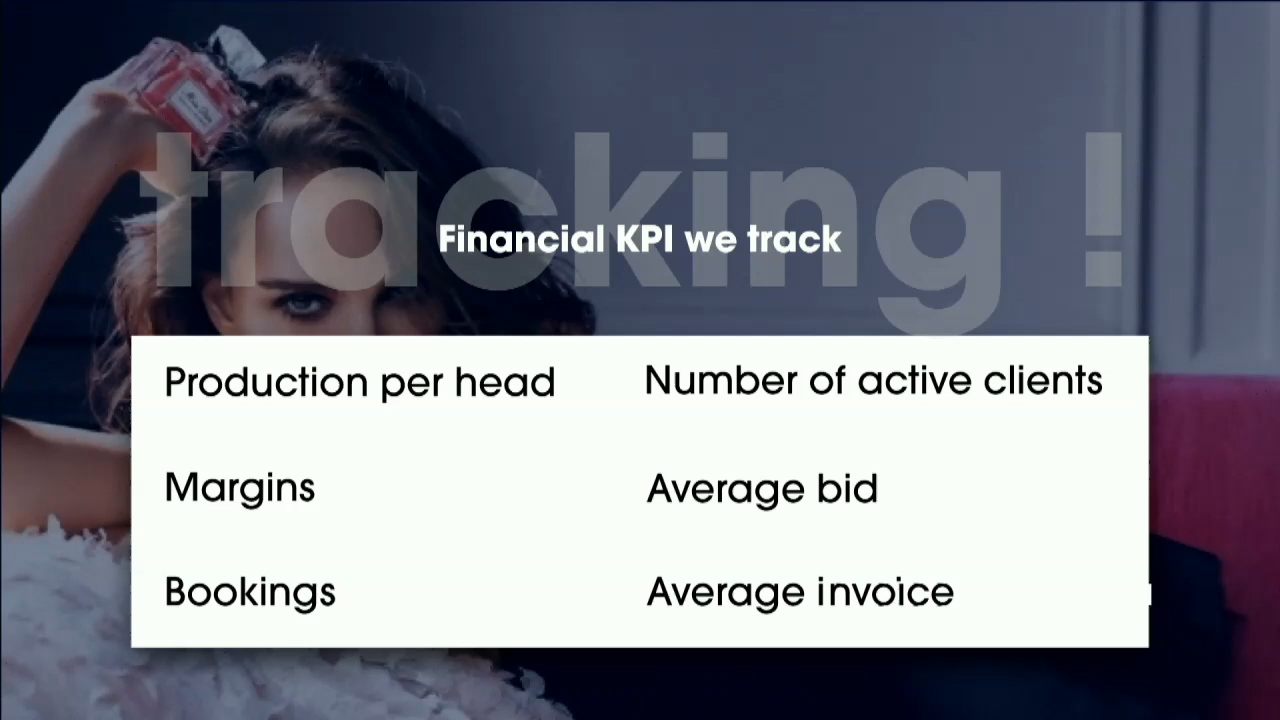 tracking !
Financial KPI we track
Production per head
Number of active clients
Margins
Average bid
Bookings
Average invoice